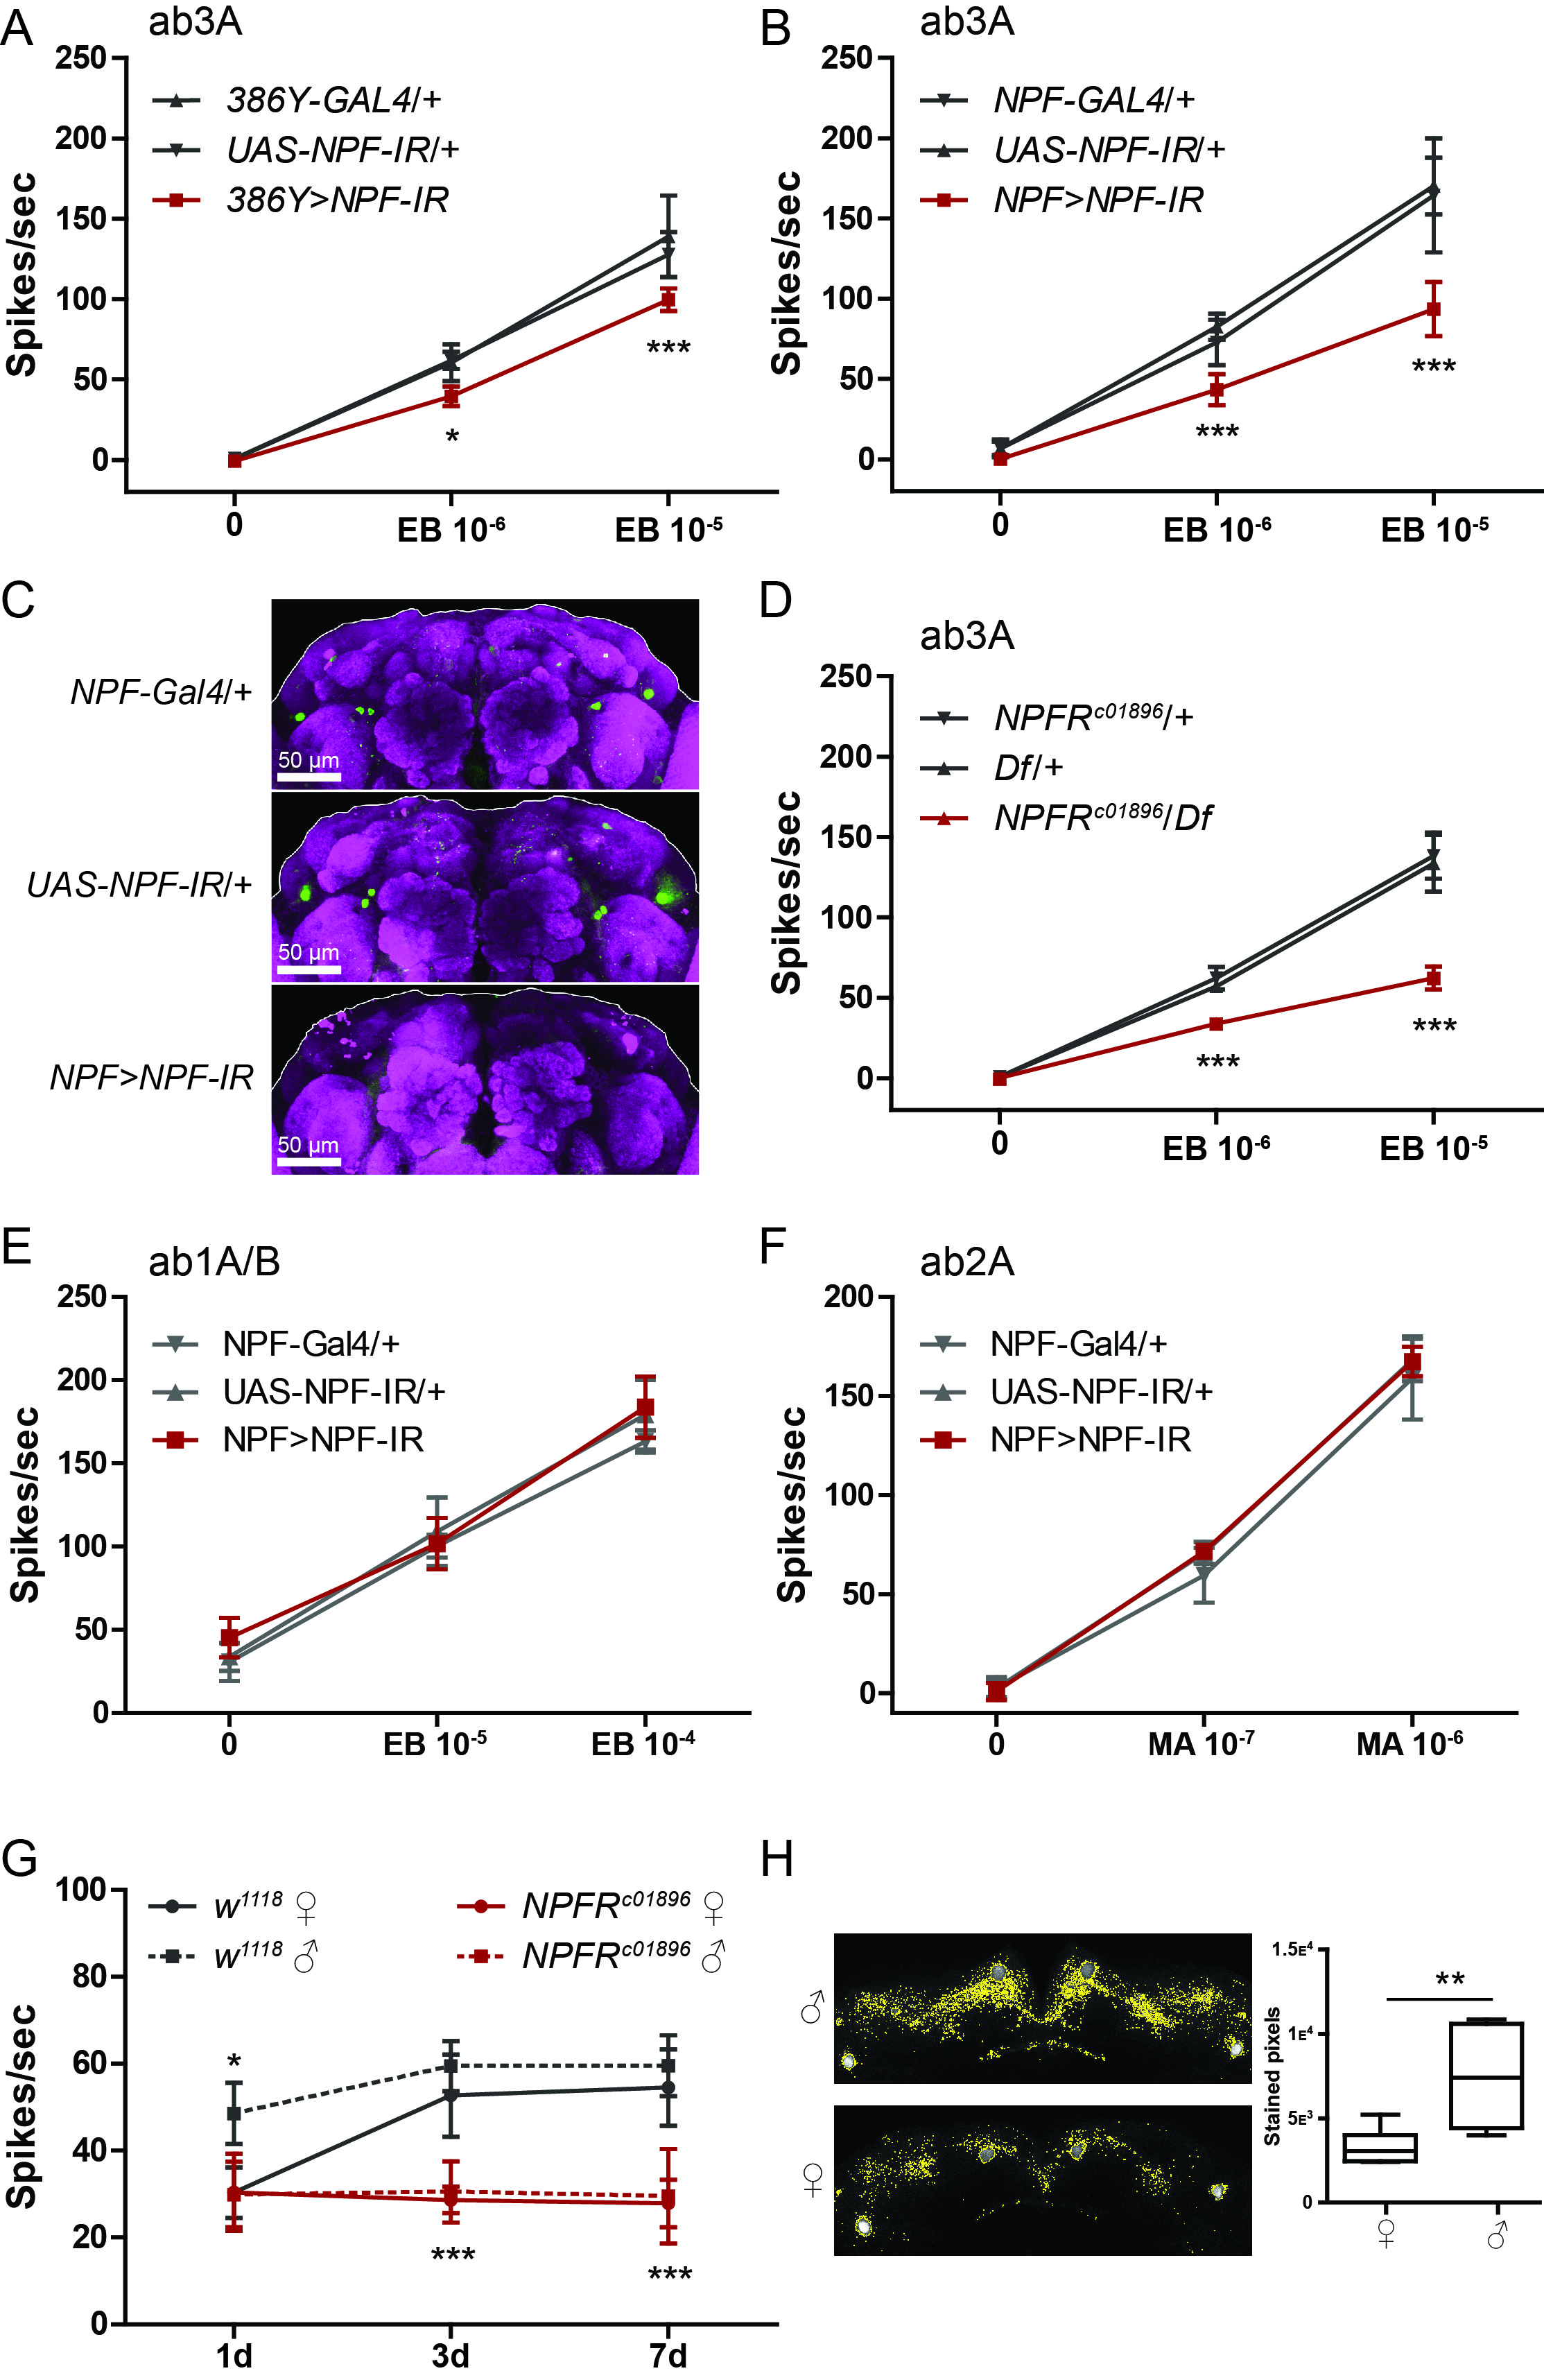 A
ab3A
250
200
150
100
50
0
Spikes/sec
386Y-GAL4/+
UAS-NPF-IR/+
386Y>NPF-IR
*
***
0 EB 10-6 EB 10-5
B
ab3A
250
200
150
100
50
0
Spikes/sec
NPF-GAL4/+
UAS-NPF-IR/+
NPF>NPF-IR
***
***
0 EB 10-6 EB 10-5
C
NPF-Gal4/+
50 µm
UAS-NPF-IR/+
50 µm
NPF>NPF-IR
50 µm
D
ab3A
250
200
150
100
50
0
Spikes/sec
NPFRc01896/+
Df/+
NPFRc01896/Df
***
***
0 EB 10-6 EB 10-5
E
ab1A/B
250
200
150
100
50
0
Spikes/sec
NPF-Gal4/+
UAS-NPF-IR/+
NPF>NPF-IR
0 EB 10-5 EB 10-4
F
ab2A
200
150
100
50
0
Spikes/sec
NPF-Gal4/+
UAS-NPF-IR/+
NPF>NPF-IR
0 MA 10-7 MA 10-6
G
100
80
60
40
20
0
Spikes/sec
w1118 ♀ NPFRc01896 ♀
w1118 ♂ NPFRc01896 ♂
*
***
***
1d 3d 7d
H
♂
♀
1.5E4
1E4
5E3
0
Stained pixels
**
♀ ♂